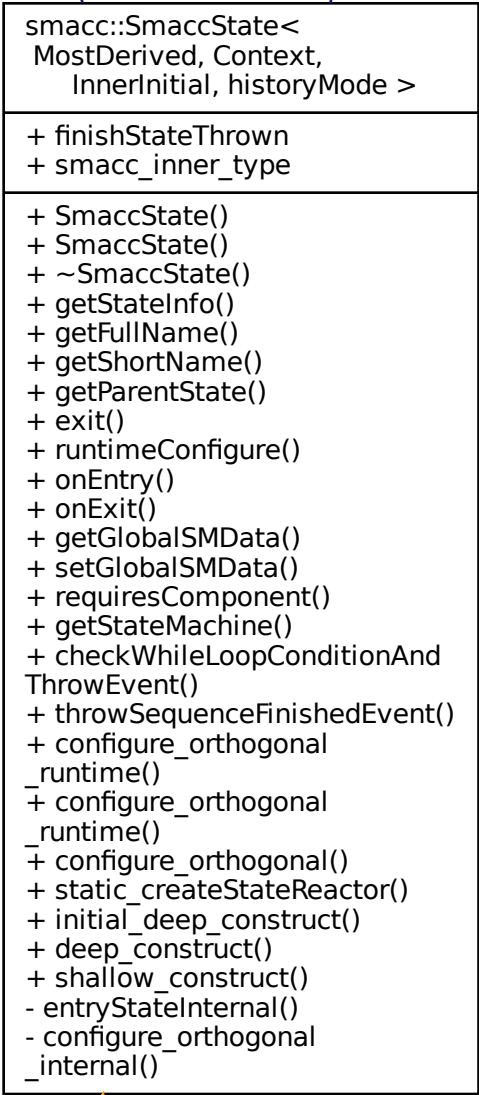 smacc::SmaccState<
MostDerived, Context,
InnerInitial, historyMode >
+ finishStateThrown
+ smacc_inner_type
+ SmaccState()
+ SmaccState()
+ ~SmaccState()
+ getStateInfo()
+ getFullName()
+ getShortName()
+ getParentState()
+ exit()
+ runtimeConfigure()
+ onEntry()
+ onExit()
+ getGlobalSMData()
+ setGlobalSMData()
+ requiresComponent()
+ getStateMachine()
+ checkWhileLoopConditionAnd
ThrowEvent()
+ throwSequenceFinishedEvent()
+ configure_orthogonal
_runtime()
+ configure_orthogonal
_runtime()
+ configure_orthogonal()
+ static_createStateReactor()
+ initial_deep_construct()
+ deep_construct()
+ shallow_construct()
- entryStateInternal()
- configure_orthogonal
_internal()